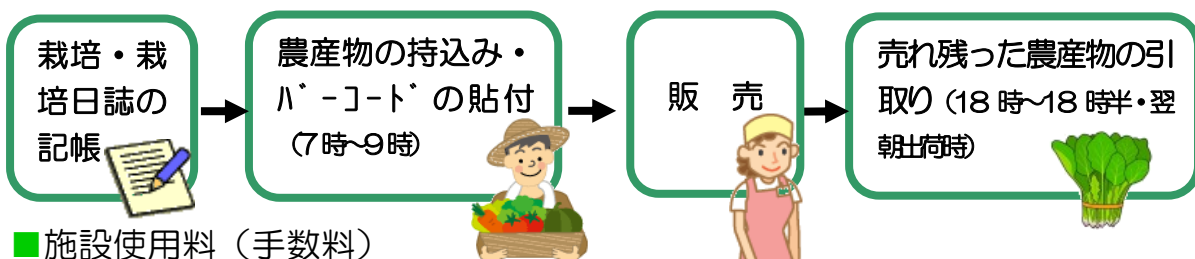 栽培・栽
培日誌の
記帳
農産物の持込み・
ﾊﾞｰｺｰﾄﾞの貼付
(7時~9時)
販 売
売れ残った農産物の引
取り(18時~18時半・翌
朝出荷時)
■施設使用料(手数料)